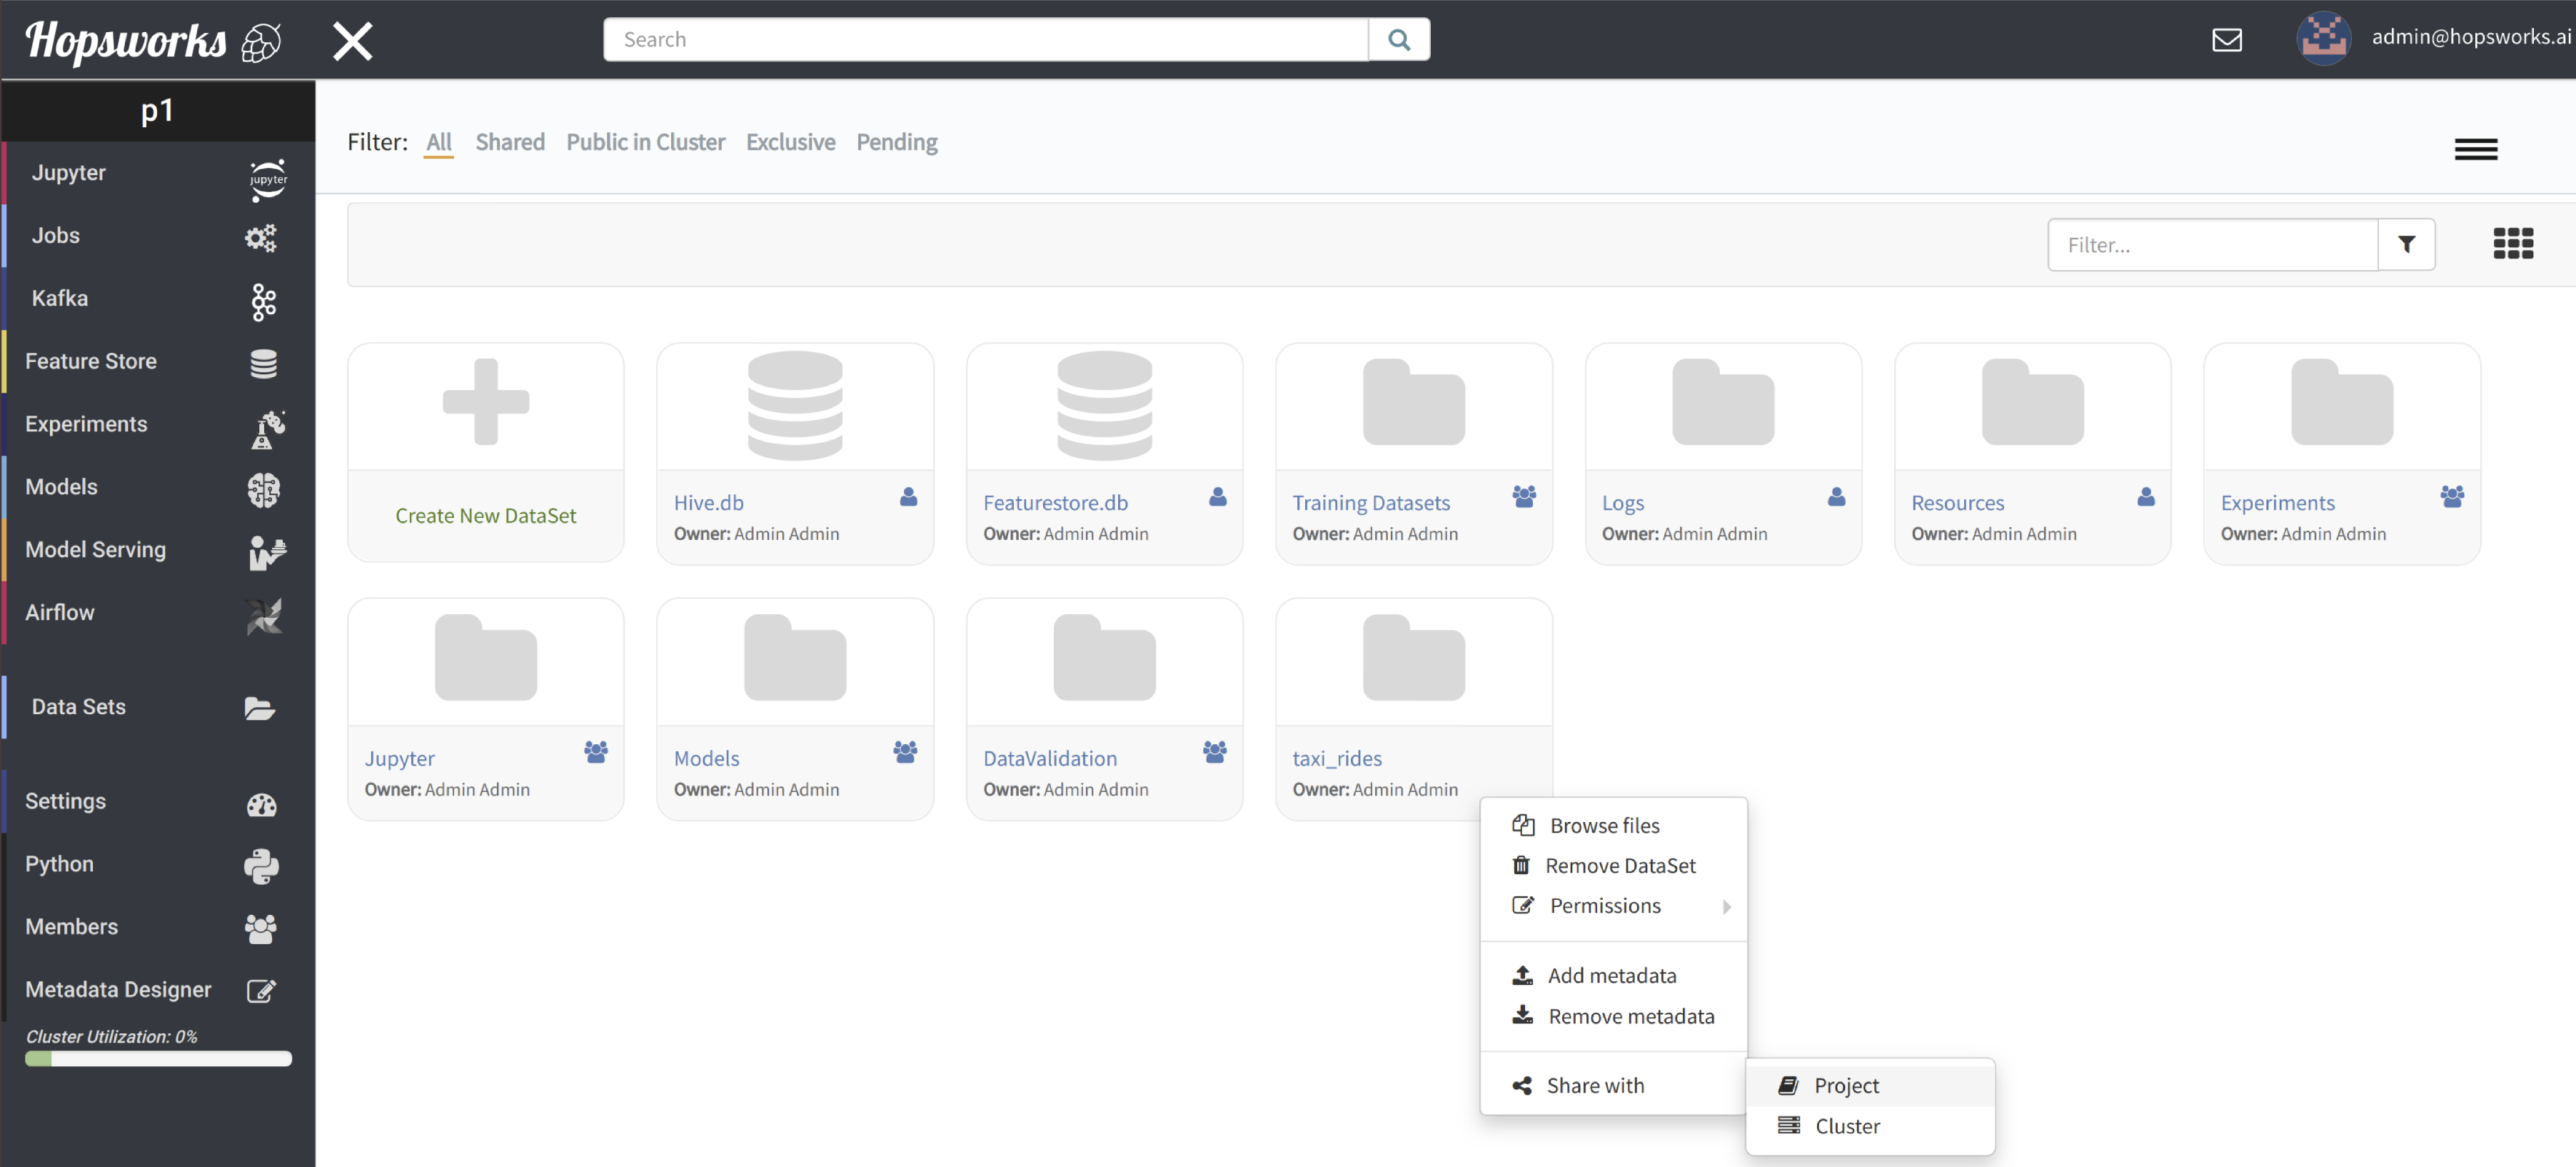 Hopsworks
Search
admin@hopsworks.ai
p1
Jupyter
jupyter
Jobs
Kafka
Feature Store
Experiments
Models
Model Serving
Airflow
Data Sets
Settings
Python
Members
Metadata Designer
Cluster Utilization: 0%
Filter: All Shared Public in Cluster Exclusive Pending
Filter...
Create New DataSet
Hive.db
Owner: Admin Admin
Featurestore.db
Owner: Admin Admin
Training Datasets
Owner: Admin Admin
Logs
Owner: Admin Admin
Resources
Owner: Admin Admin
Experiments
Owner: Admin Admin
Jupyter
Owner: Admin Admin
Models
Owner: Admin Admin
DataValidation
Owner: Admin Admin
taxi_rides
Owner: Admin Admin
Browse files
Remove DataSet
Permissions
Add metadata
Remove metadata
Share with
Project
Cluster